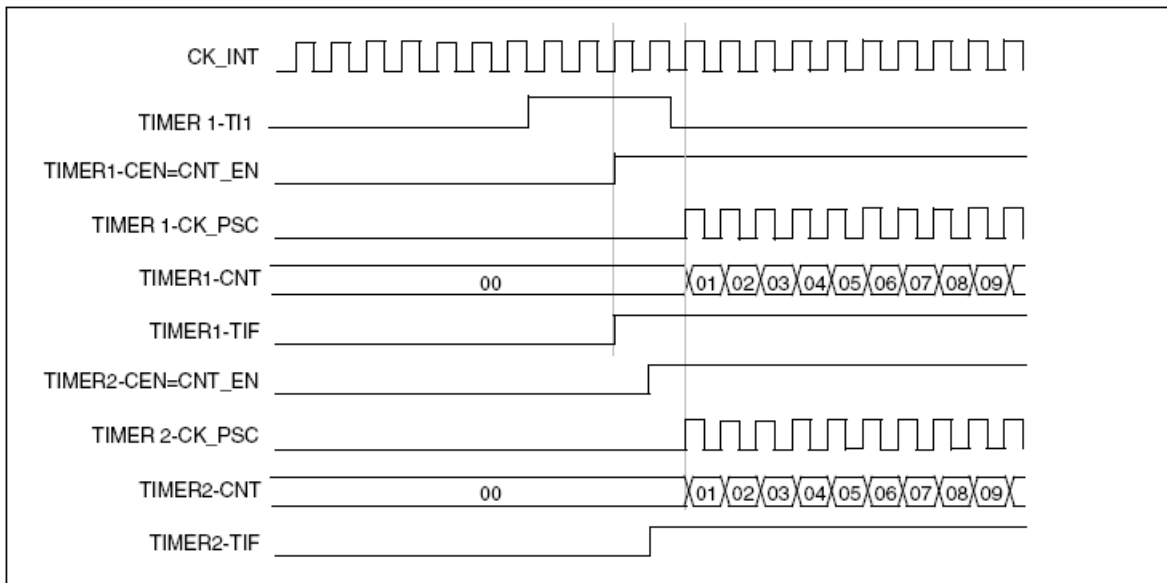 CK_INT
TIMER 1-TI1
TIMER1-CEN=CNT_EN
TIMER 1-CK_PSC
TIMER1-CNT 00 01 02 03 04 05 06 07 08 09
TIMER1-TIF
TIMER2-CEN=CNT_EN
TIMER 2-CK_PSC
TIMER2-CNT 00 01 02 03 04 05 06 07 08 09
TIMER2-TIF